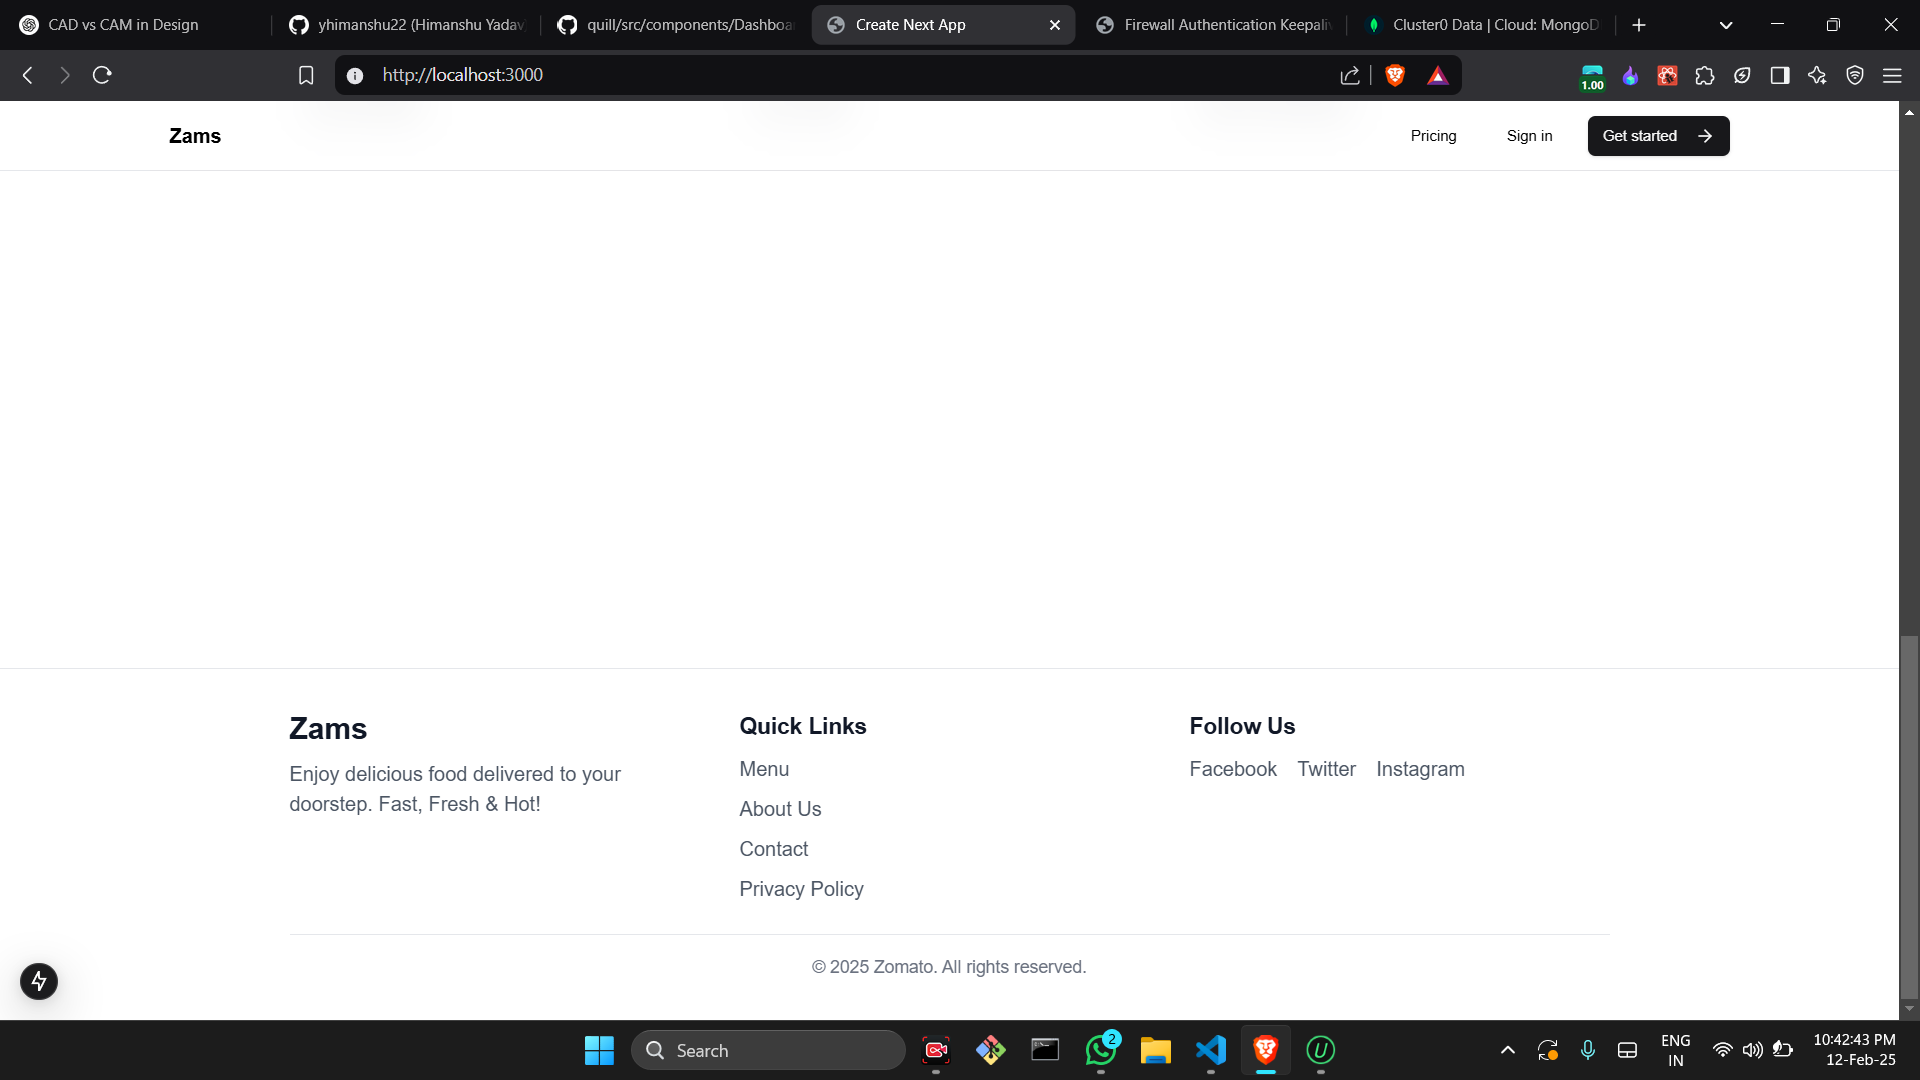 CAD vs CAM in Design
yhimanshu22 (Himanshu Yadav
quill/src/components/Dashboa
Create Next App
Firewall Authentication Keepaliv
Cluster0 Data | Cloud: MongoD
http://localhost:3000
1.00
Zams
Pricing
Sign in
Get started
Zams
Enjoy delicious food delivered to your
doorstep. Fast, Fresh & Hot!
Quick Links
Menu
About Us
Contact
Privacy Policy
Follow Us
Facebook Twitter Instagram
© 2025 Zomato. All rights reserved.
Search
2
U
ENG
IN
10:42:43 PM
12-Feb-25